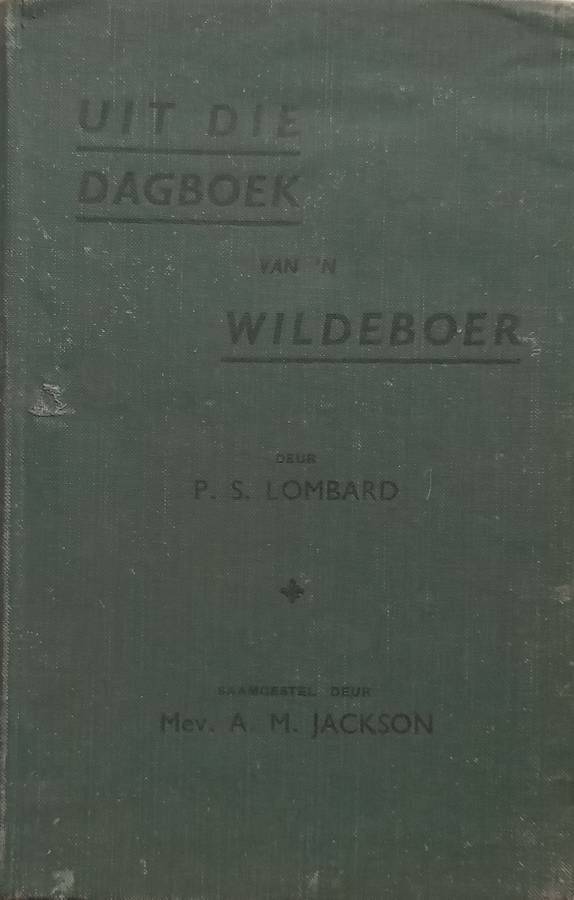 UIT DIE
DAGBOEK
VAN 'N
WILDEBOER
DEUR
P. S. LOMBARD
SAAMGESTEL DEUR
Mev. A. M. JACKSON